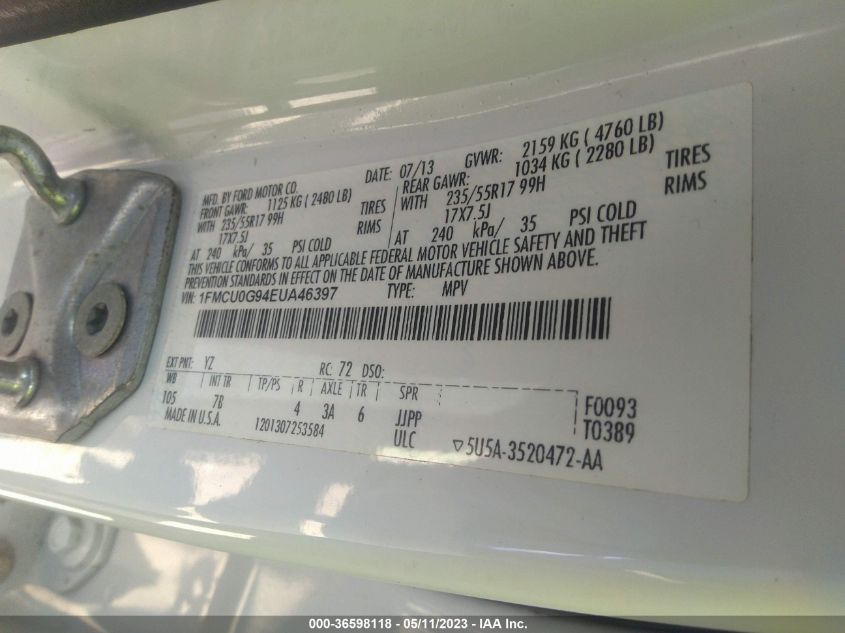 MFD. BY FORD MOTOR CO.
FRONT GAWR: 1125 KG ( 2480 LB)
WITH 235/55R17 99H TIRES
17X7.5J RIMS
AT 240 kPa/ 35 PSI COLD
DATE: 07/13 GVWR: 2159 KG ( 4760 LB)
REAR GAWR: 1034 KG ( 2280 LB)
WITH 235/55R17 99H TIRES
17X7.5J RIMS
AT 240 kPa/ 35 PSI COLD
THIS VEHICLE CONFORMS TO ALL APPLICABLE FEDERAL MOTOR VEHICLE SAFETY AND THEFT
PREVENTION STANDARDS IN EFFECT ON THE DATE OF MANUFACTURE SHOWN ABOVE.
VIN: 1FMCU0G94EUA46397 TYPE: MPV
EXT PNT: YZ RC: 72 DSO:
WB INT TR TP/PS R AXLE TR SPR
105 7B 4 3A 6 JJPP F0093
MADE IN U.S.A. 1201307253584 ULC T0389
▽5U5A-3520472-AA
000-36598118 - 05/11/2023 - IAA Inc.